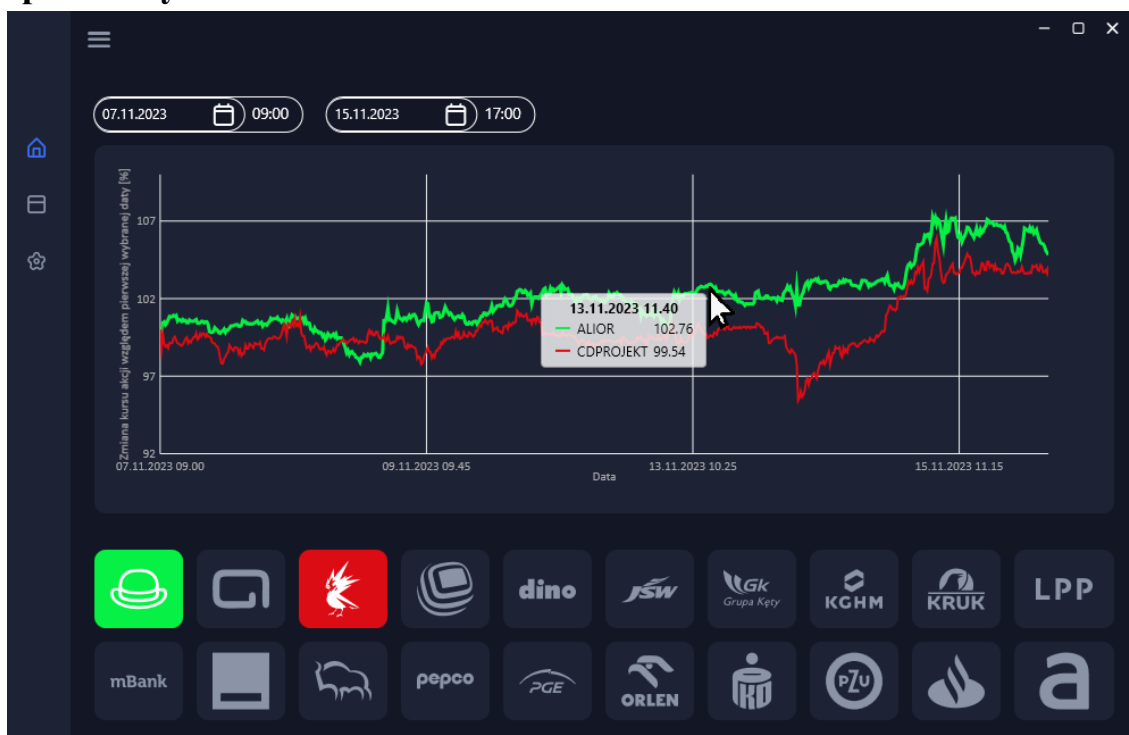 07.11.2023 09:00 15.11.2023 17:00
Zmiana kursu akcji względem pierwszej wybranej daty [%]
107
102
97
92
13.11.2023 11.40
ALIOR 102.76
CDPROJEKT 99.54
07.11.2023 09.00 09.11.2023 09.45 13.11.2023 10.25 15.11.2023 11.15
Data
dino JSW Gk Grupa Kęty KGHM KRUK LPP
mBank pepco PGE ORLEN PKO PZU a